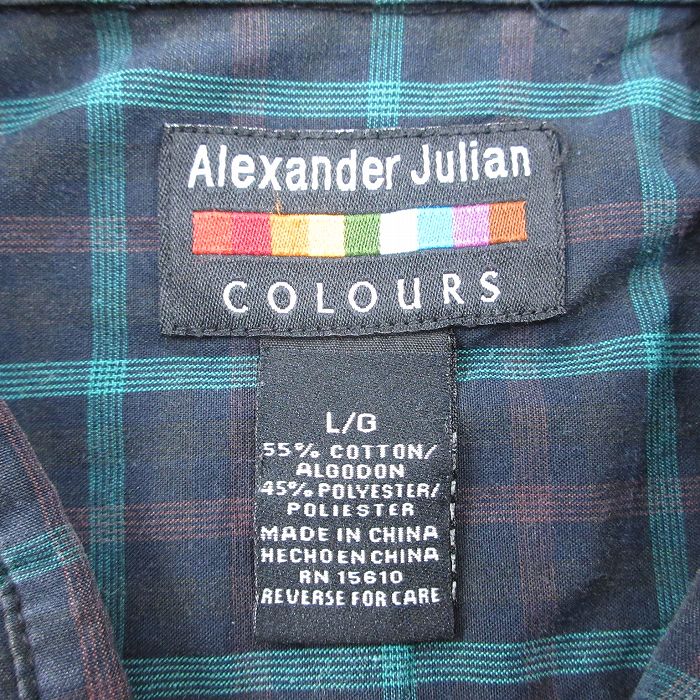 Alexander Julian
COLOURS
L/G
55% COTTON/
ALGODON
45% POLYESTER/
POLIESTER
MADE IN CHINA
HECHO EN CHINA
RN 15610
REVERSE FOR CARE